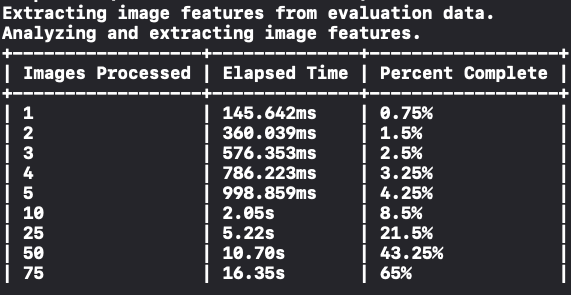 Extracting image features from evaluation data.
Analyzing and extracting image features.
+------------------+--------------+------------------+
| Images Processed | Elapsed Time | Percent Complete |
+------------------+--------------+------------------+
| 1                | 145.642ms    | 0.75%            |
| 2                | 360.039ms    | 1.5%             |
| 3                | 576.353ms    | 2.5%             |
| 4                | 786.223ms    | 3.25%            |
| 5                | 998.859ms    | 4.25%            |
| 10               | 2.05s        | 8.5%             |
| 25               | 5.22s        | 21.5%            |
| 50               | 10.70s       | 43.25%           |
| 75               | 16.35s       | 65%              |